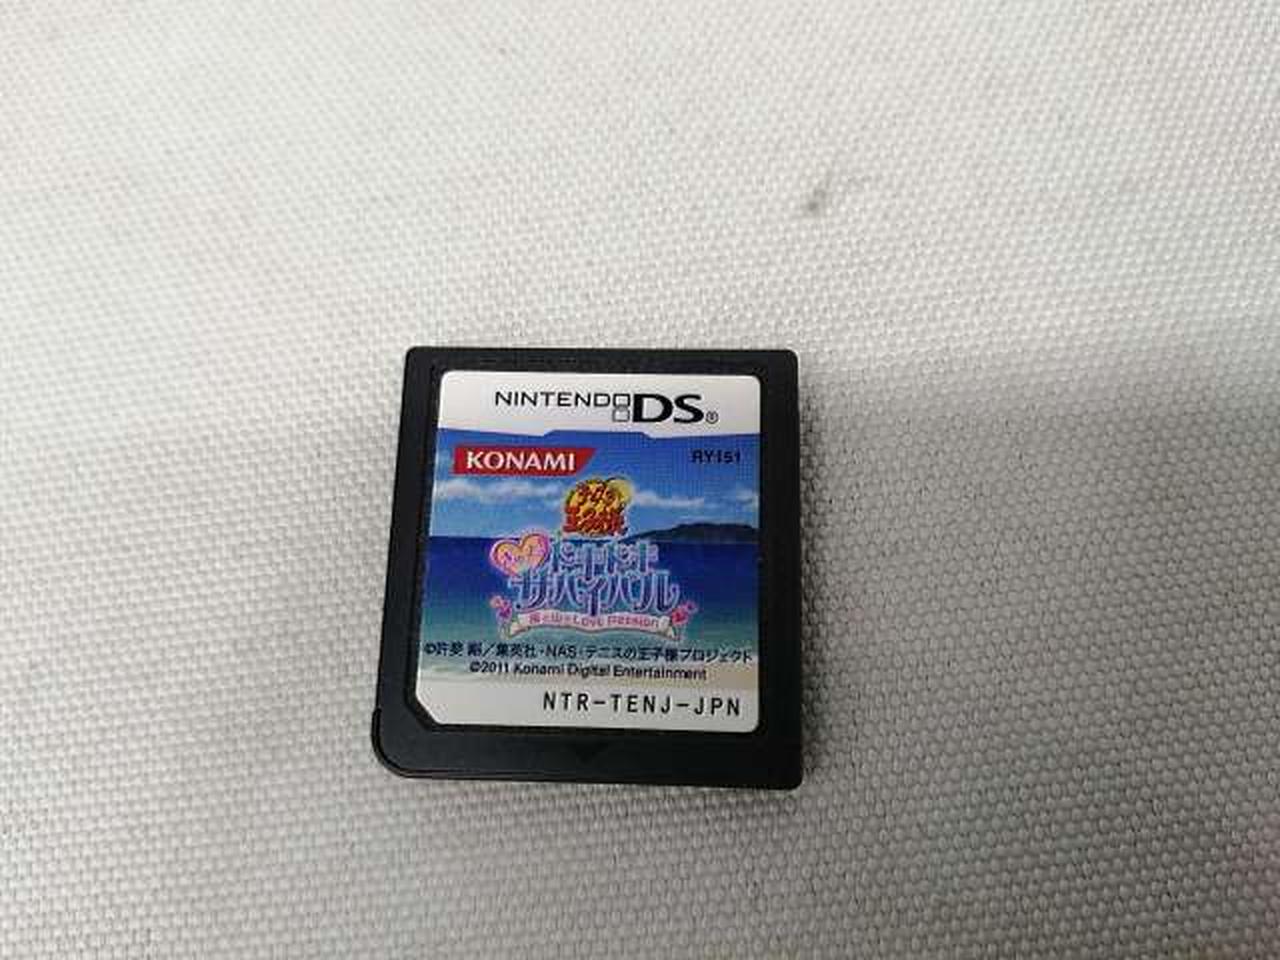 NINTENDO DS®
KONAMI
RY151
テニスの
王子様
ドキドキ
サバイバル
海と山とLove Passion
©許斐 剛／集英社・NAS・テニスの王子様プロジェクト
©2011 Konami Digital Entertainment
NTR-TENJ-JPN